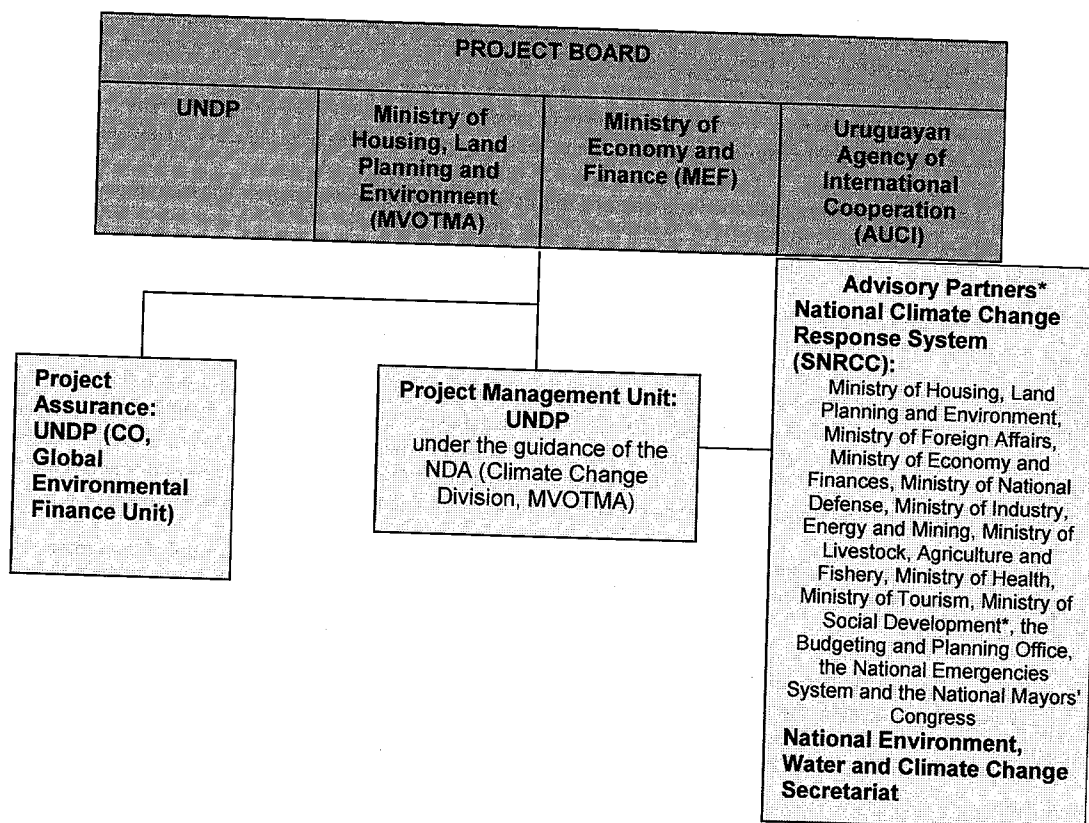 PROJECT BOARD
UNDP
Ministry of
Housing, Land
Planning and
Environment
(MVOTMA)
Ministry of
Economy and
Finance (MEF)
Uruguayan
Agency of
International
Cooperation
(AUCI)
Project
Assurance:
UNDP (CO,
Global
Environmental
Finance Unit)
Project Management Unit:
UNDP
under the guidance of the
NDA (Climate Change
Division, MVOTMA)
Advisory Partners*
National Climate Change
Response System
(SNRCC):
Ministry of Housing, Land
Planning and Environment,
Ministry of Foreign Affairs,
Ministry of Economy and
Finances, Ministry of National
Defense, Ministry of Industry,
Energy and Mining, Ministry of
Livestock, Agriculture and
Fishery, Ministry of Health,
Ministry of Tourism, Ministry of
Social Development*, the
Budgeting and Planning Office,
the National Emergencies
System and the National Mayors'
Congress
National Environment,
Water and Climate Change
Secretariat